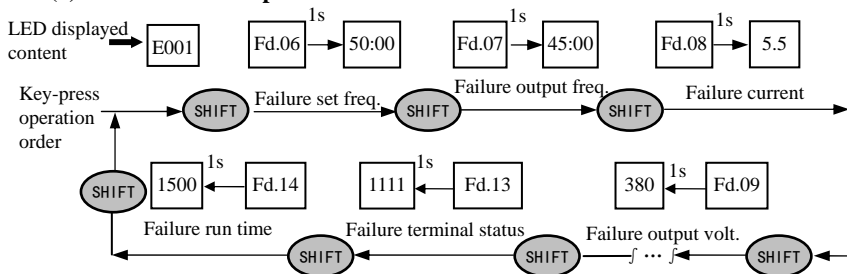 LED displayed
content
E001
Fd.06
1s
50:00
Fd.07
1s
45:00
Fd.08
1s
5.5
Key-press
operation
order
SHIFT
Failure set freq.
SHIFT
Failure output freq.
SHIFT
Failure current
SHIFT
1500
1s
Fd.14
1111
1s
Fd.13
380
1s
Fd.09
Failure run time
SHIFT
Failure terminal status
SHIFT
Failure output volt.
...
SHIFT